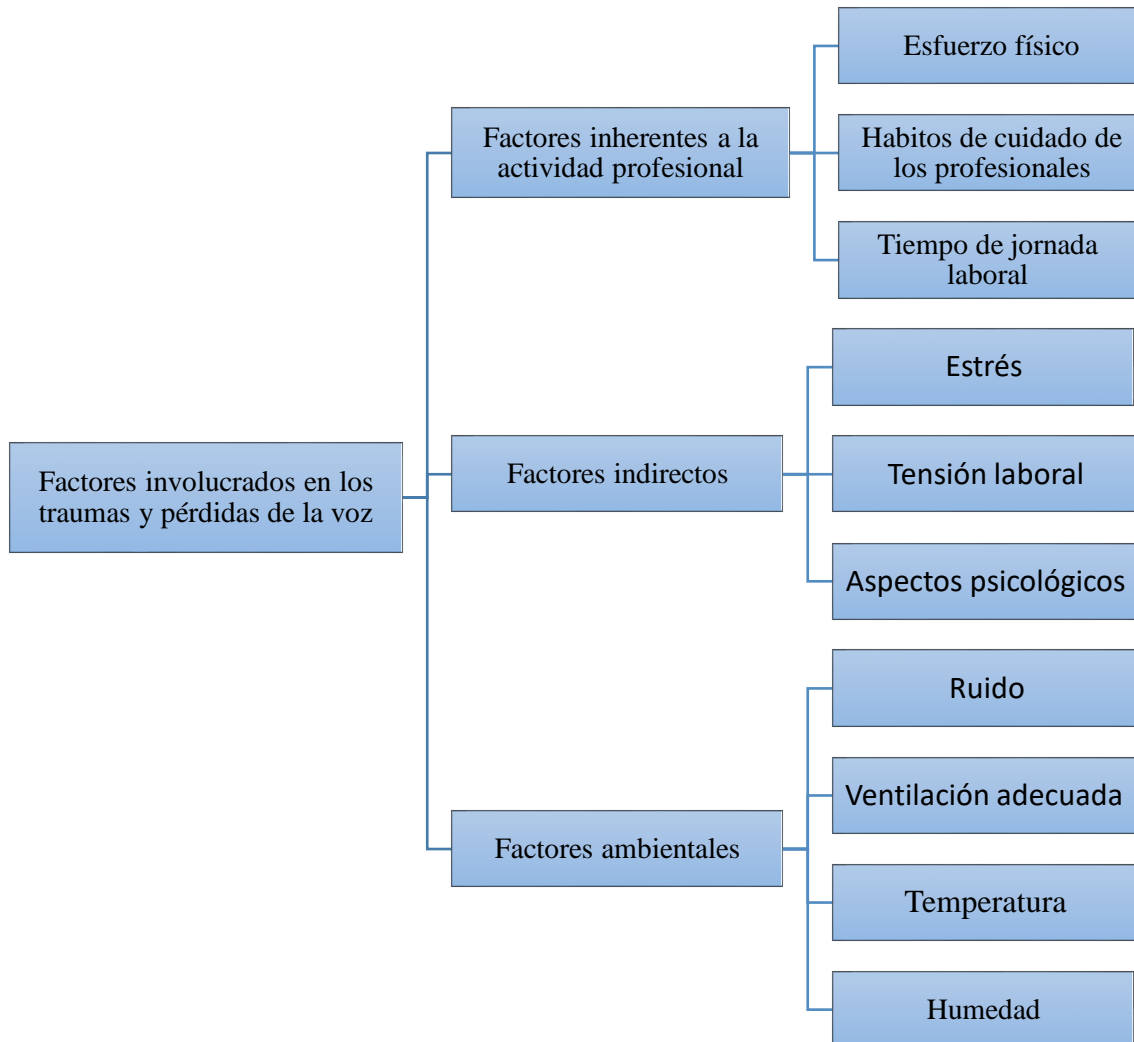 Factores involucrados en los
traumas y pérdidas de la voz
Factores inherentes a la
actividad profesional
Esfuerzo físico
Habitos de cuidado de
los profesionales
Tiempo de jornada
laboral
Factores indirectos
Estrés
Tensión laboral
Aspectos psicológicos
Factores ambientales
Ruido
Ventilación adecuada
Temperatura
Humedad